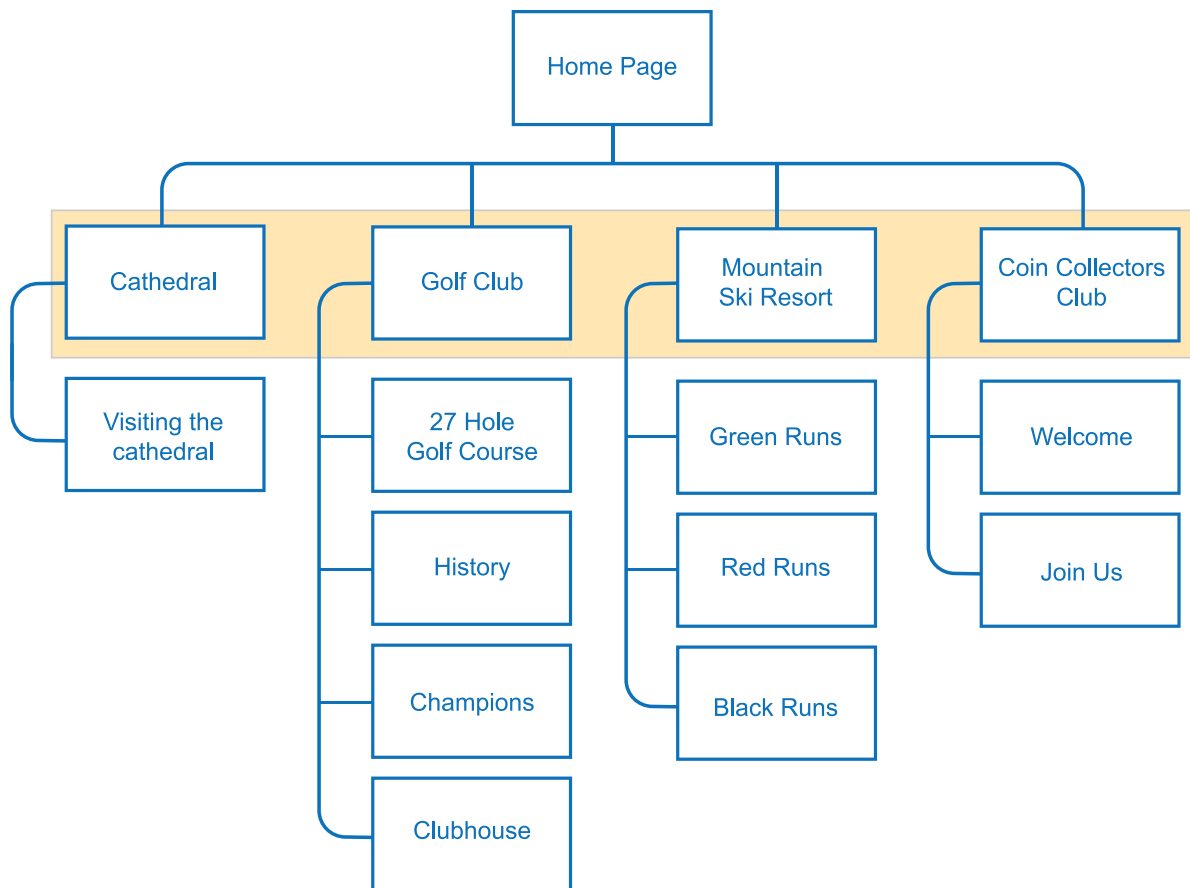 Home Page
Cathedral
Golf Club
Mountain
Ski Resort
Coin Collectors
Club
Visiting the
cathedral
27 Hole
Golf Course
Green Runs
Welcome
History
Red Runs
Join Us
Champions
Black Runs
Clubhouse